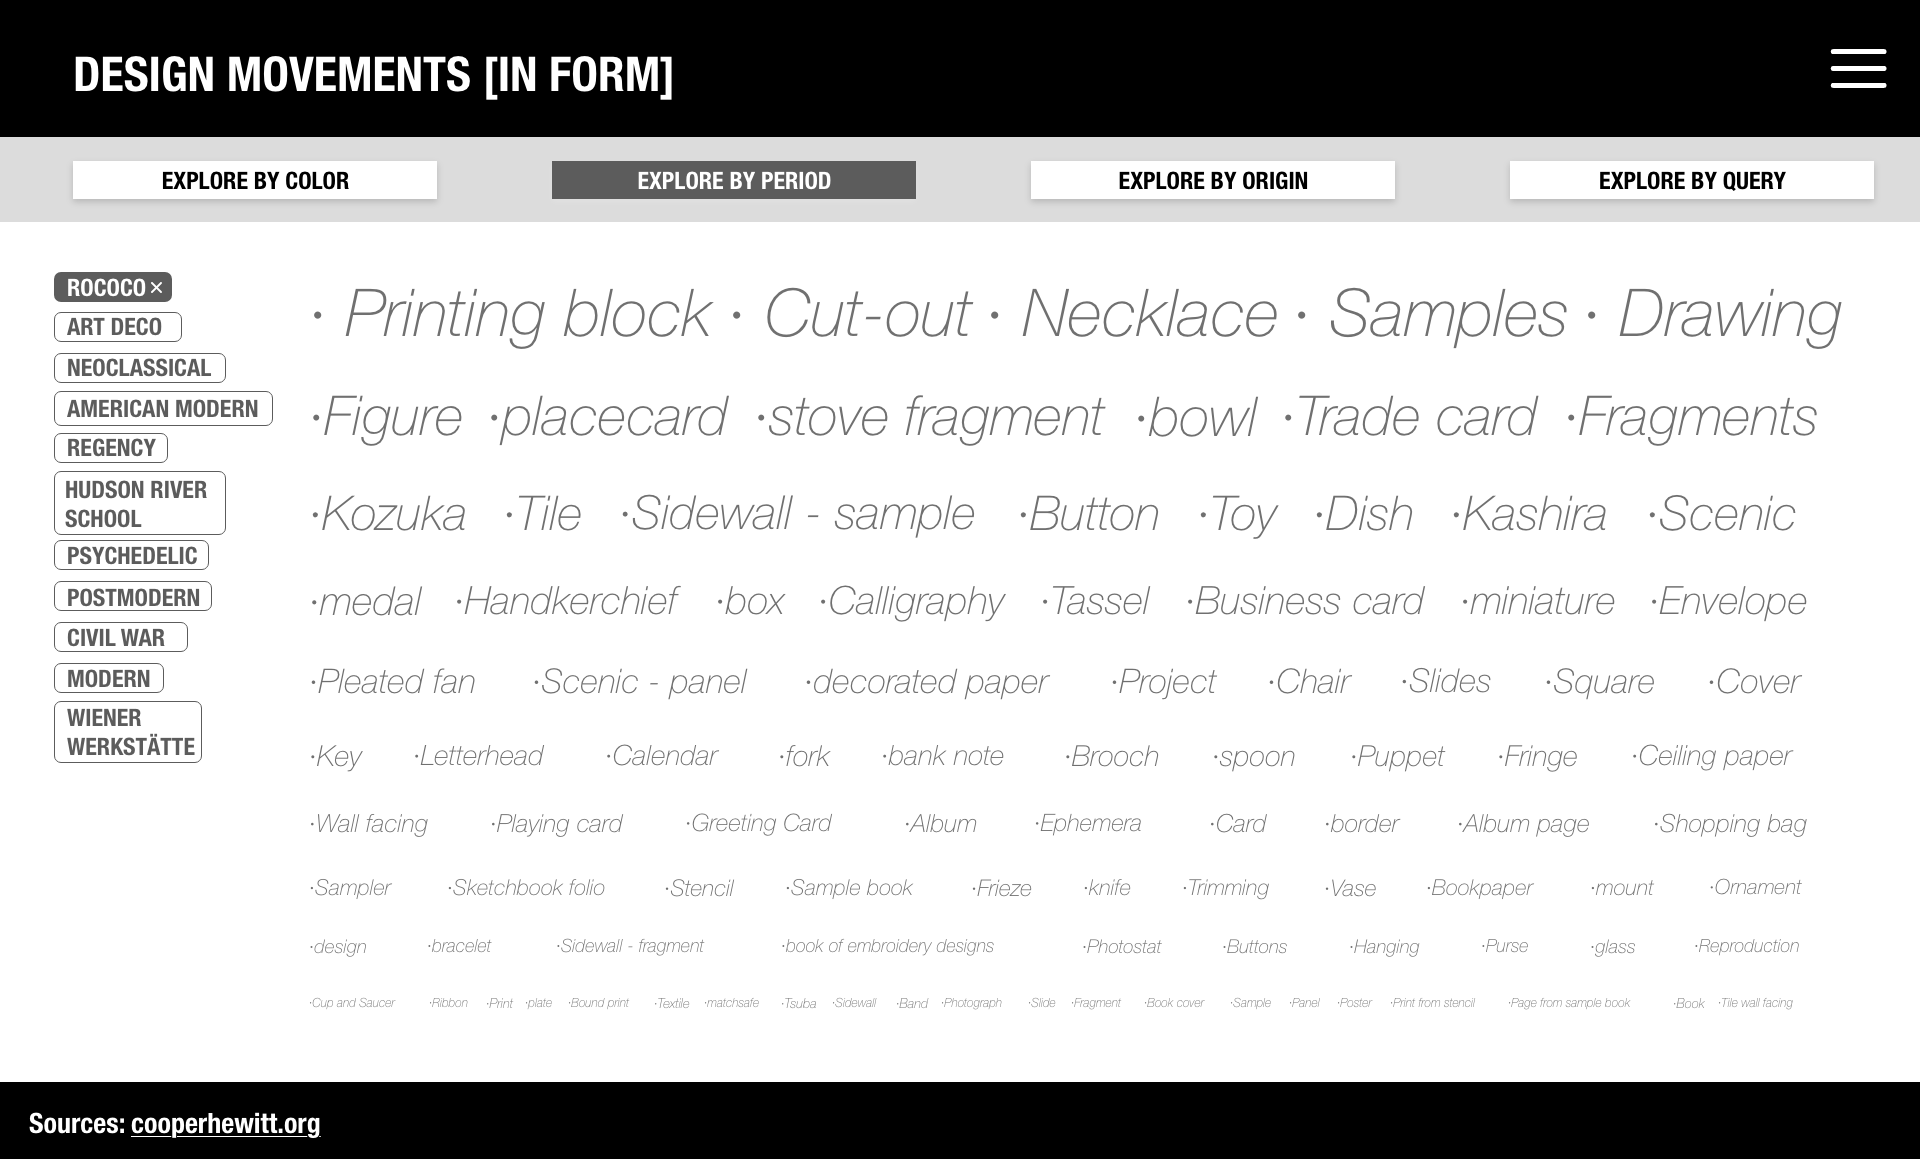 DESIGN MOVEMENTS [IN FORM]
EXPLORE BY COLOR
EXPLORE BY PERIOD
EXPLORE BY ORIGIN
EXPLORE BY QUERY
ROCOCO ×
ART DECO
NEOCLASSICAL
AMERICAN MODERN
REGENCY
HUDSON RIVER
SCHOOL
PSYCHEDELIC
POSTMODERN
CIVIL WAR
MODERN
WIENER
WERKSTÄTTE
· Printing block · Cut-out · Necklace · Samples · Drawing
·Figure ·placecard ·stove fragment ·bowl ·Trade card ·Fragments
·Kozuka ·Tile ·Sidewall - sample ·Button ·Toy ·Dish ·Kashira ·Scenic
·medal ·Handkerchief ·box ·Calligraphy ·Tassel ·Business card ·miniature ·Envelope
·Pleated fan ·Scenic - panel ·decorated paper ·Project ·Chair ·Slides ·Square ·Cover
·Key ·Letterhead ·Calendar ·fork ·bank note ·Brooch ·spoon ·Puppet ·Fringe ·Ceiling paper
·Wall facing ·Playing card ·Greeting Card ·Album ·Ephemera ·Card ·border ·Album page ·Shopping bag
·Sampler ·Sketchbook folio ·Stencil ·Sample book ·Frieze ·knife ·Trimming ·Vase ·Bookpaper ·mount ·Ornament
·design ·bracelet ·Sidewall - fragment ·book of embroidery designs ·Photostat ·Buttons ·Hanging ·Purse ·glass ·Reproduction
·Cup and Saucer ·Ribbon ·Print ·plate ·Bound print ·Textile ·matchsafe ·Tsuba ·Sidewall ·Band ·Photograph ·Slide ·Fragment ·Book cover ·Sample ·Panel ·Poster ·Print from stencil ·Page from sample book ·Book ·Tile wall facing
Sources: cooperhewitt.org